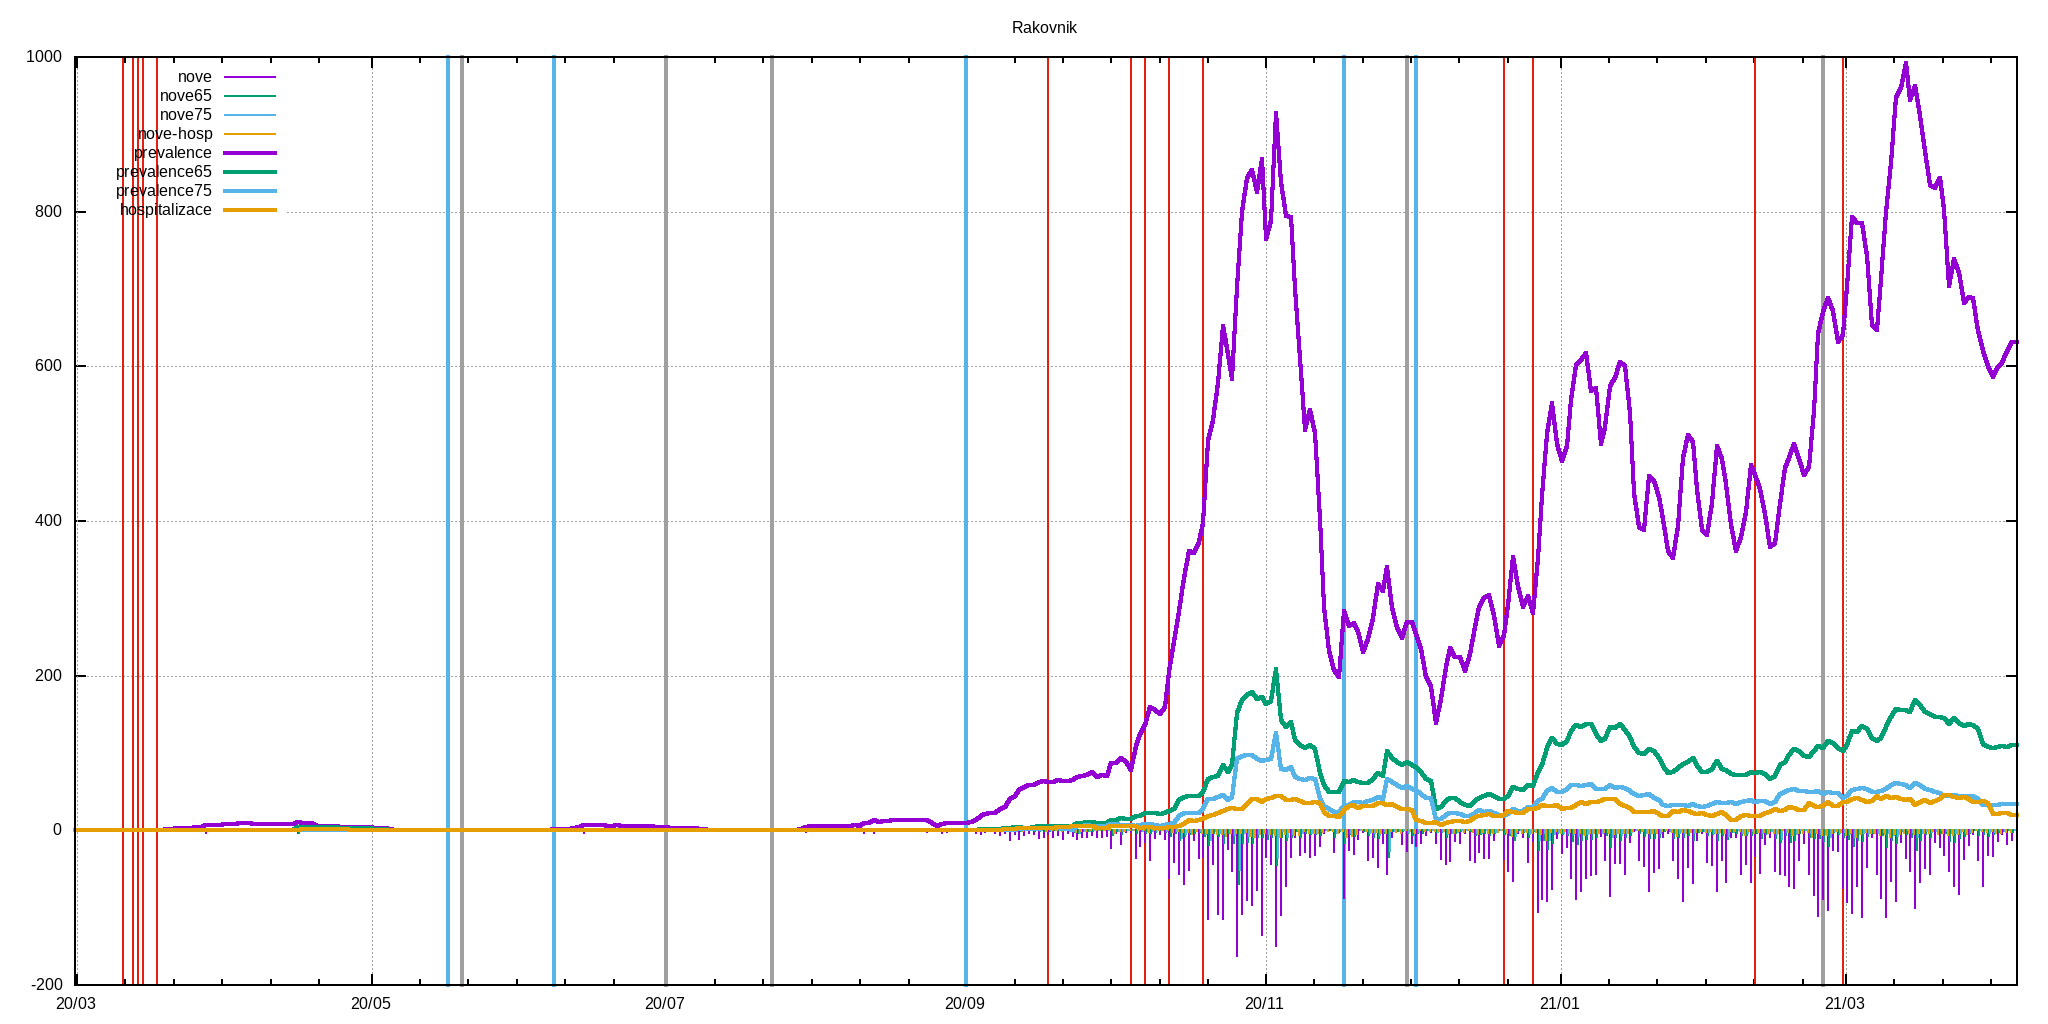 Rakovnik
1000
800
600
400
200
0
-200
nove
nove65
nove75
nove-hosp
prevalence
prevalence65
prevalence75
hospitalizace
20/03 20/05 20/07 20/09 20/11 21/01 21/03